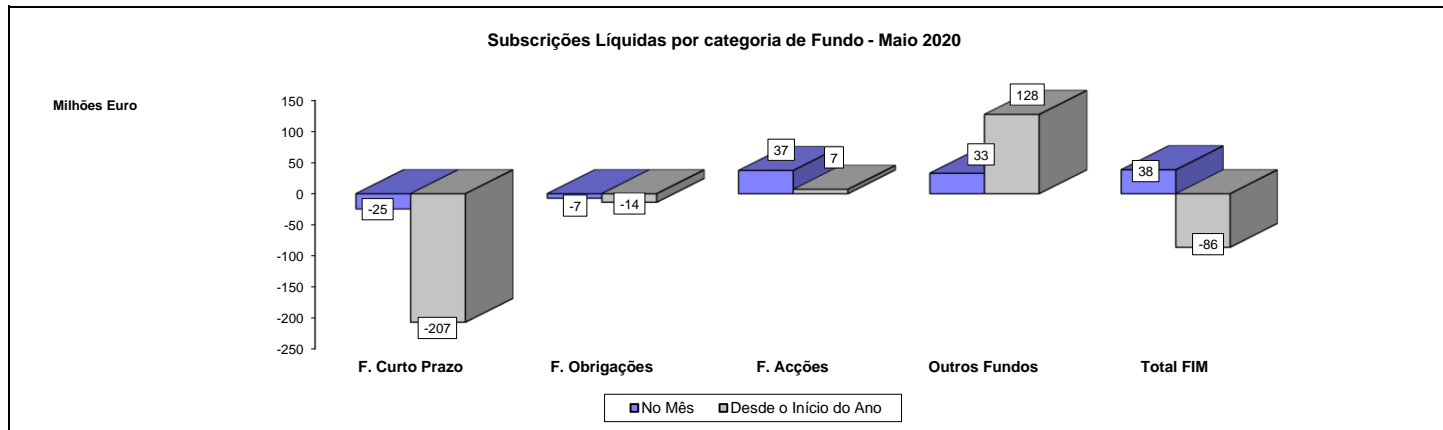 Subscrições Líquidas por categoria de Fundo - Maio 2020
Milhões Euro
150
100
50
0
-50
-100
-150
-200
-250
-25
-207
-7
-14
37
7
33
128
38
-86
F. Curto Prazo
F. Obrigações
F. Acções
Outros Fundos
Total FIM
No Mês
Desde o Início do Ano